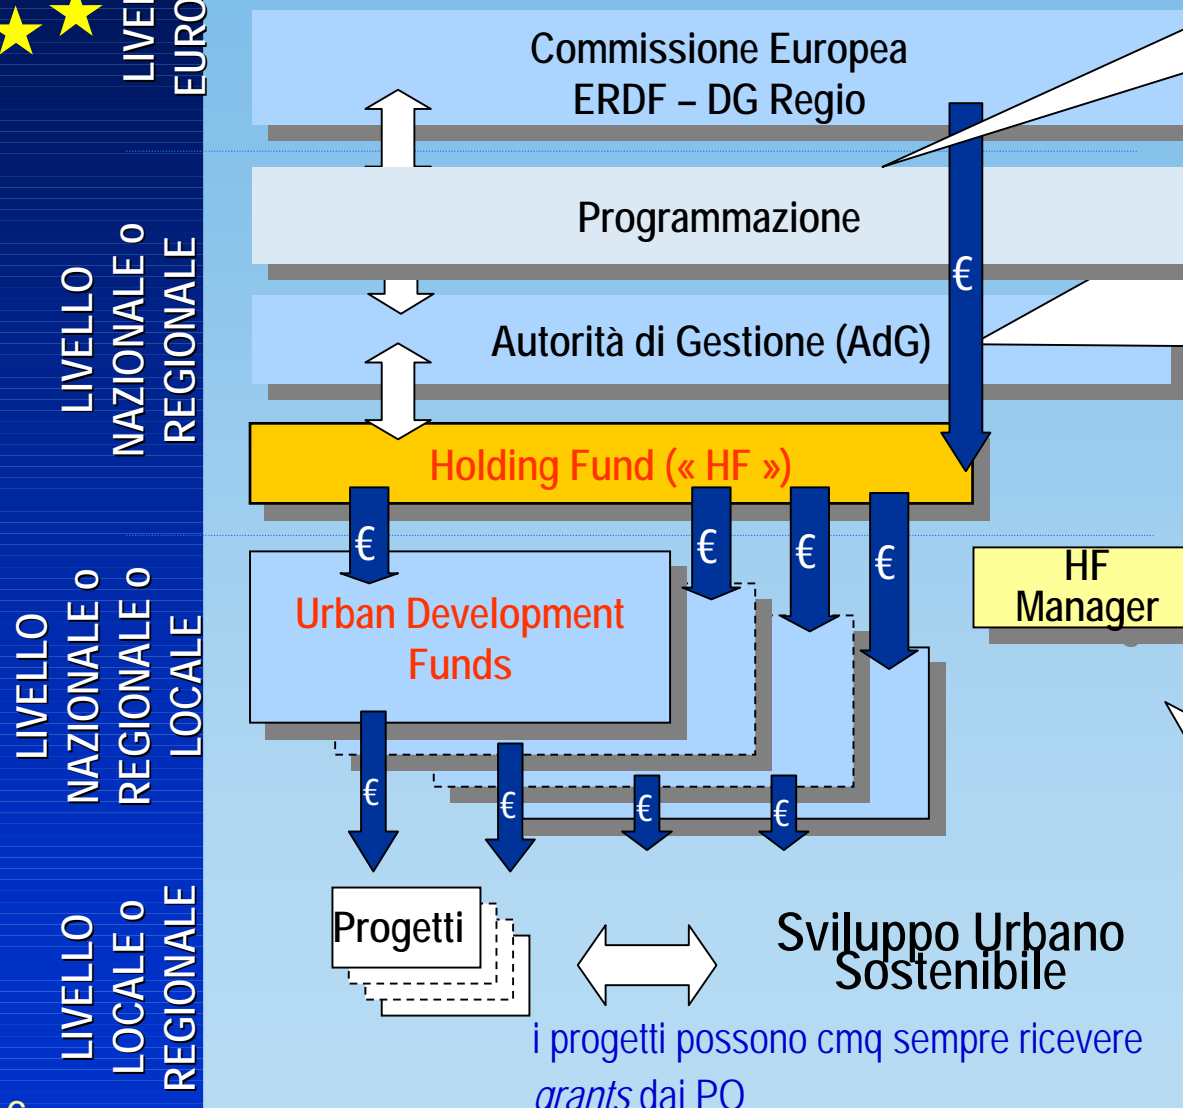 LIVE
EURO
Commissione Europea
ERDF – DG Regio
LIVELLO
NAZIONALE o
REGIONALE
Programmazione
€
Autorità di Gestione (AdG)
Holding Fund (« HF »)
€
€
€
€
LIVELLO
NAZIONALE o
REGIONALE o
LOCALE
Urban Development
Funds
HF
Manager
€
€
€
€
LIVELLO
LOCALE o
REGIONALE
Progetti
Sviluppo Urbano
Sostenibile
i progetti possono cmq sempre ricevere
grants dai PO